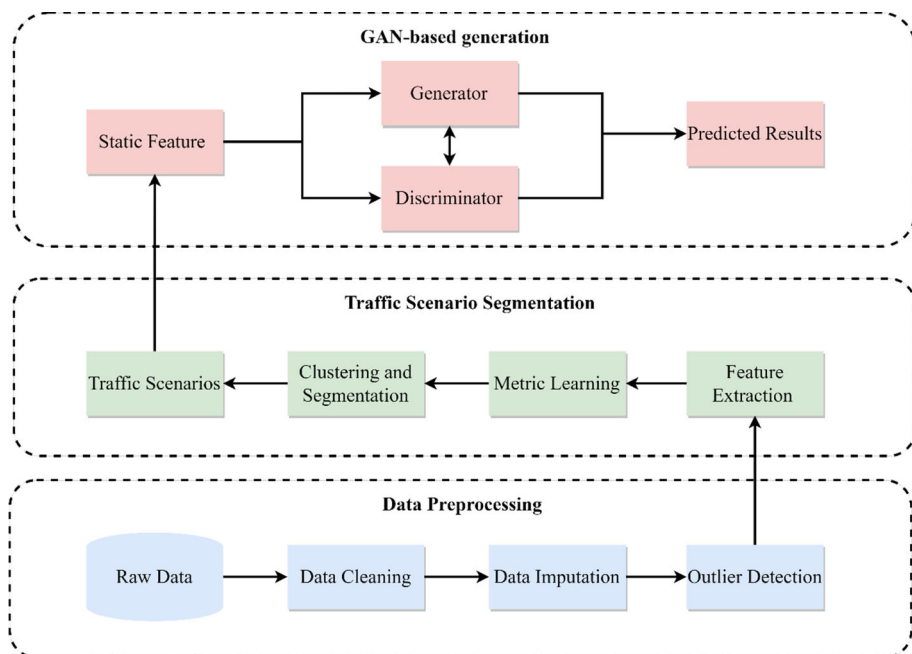 GAN-based generation
Generator
Static Feature
Predicted Results
Discriminator
Traffic Scenario Segmentation
Traffic Scenarios
Clustering and
Segmentation
Metric Learning
Feature
Extraction
Data Preprocessing
Raw Data
Data Cleaning
Data Imputation
Outlier Detection